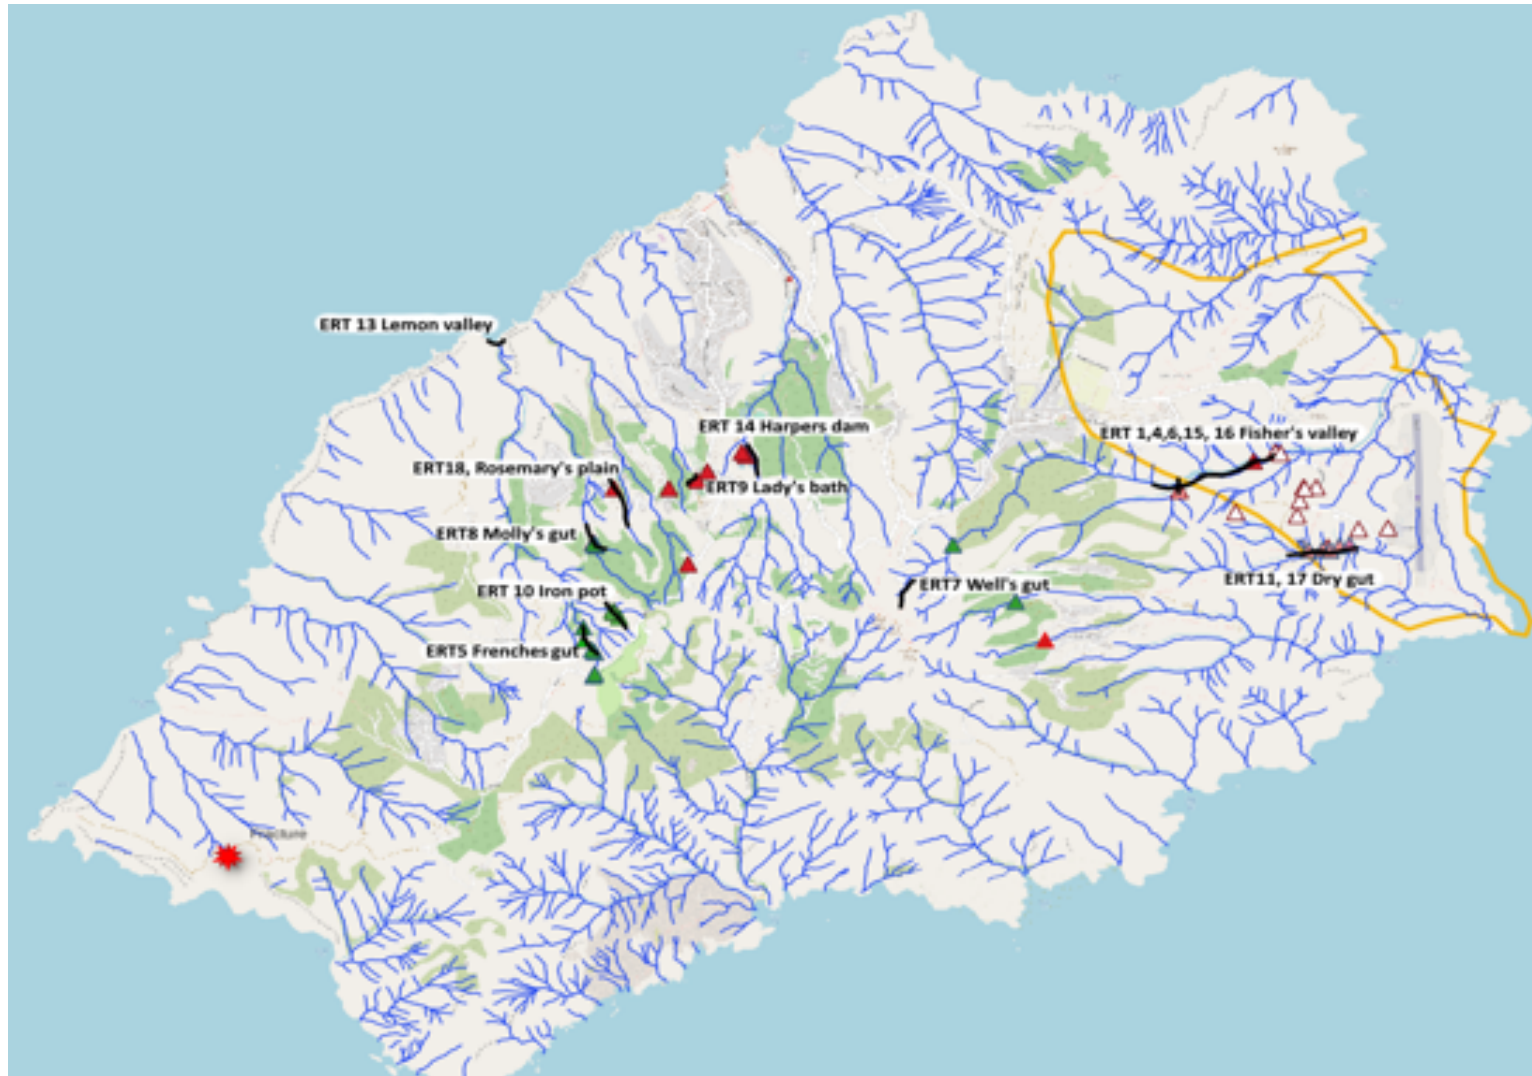 ERT 13 Lemon valley
ERT 14 Harpers dam
ERT 1,4,6,15, 16 Fisher's valley
ERT18, Rosemary's plain
ERT9 Lady's bath
ERT8 Molly's gut
ERT11, 17 Dry gut
ERT7 Well's gut
ERT 10 Iron pot
ERT5 Frenches gut